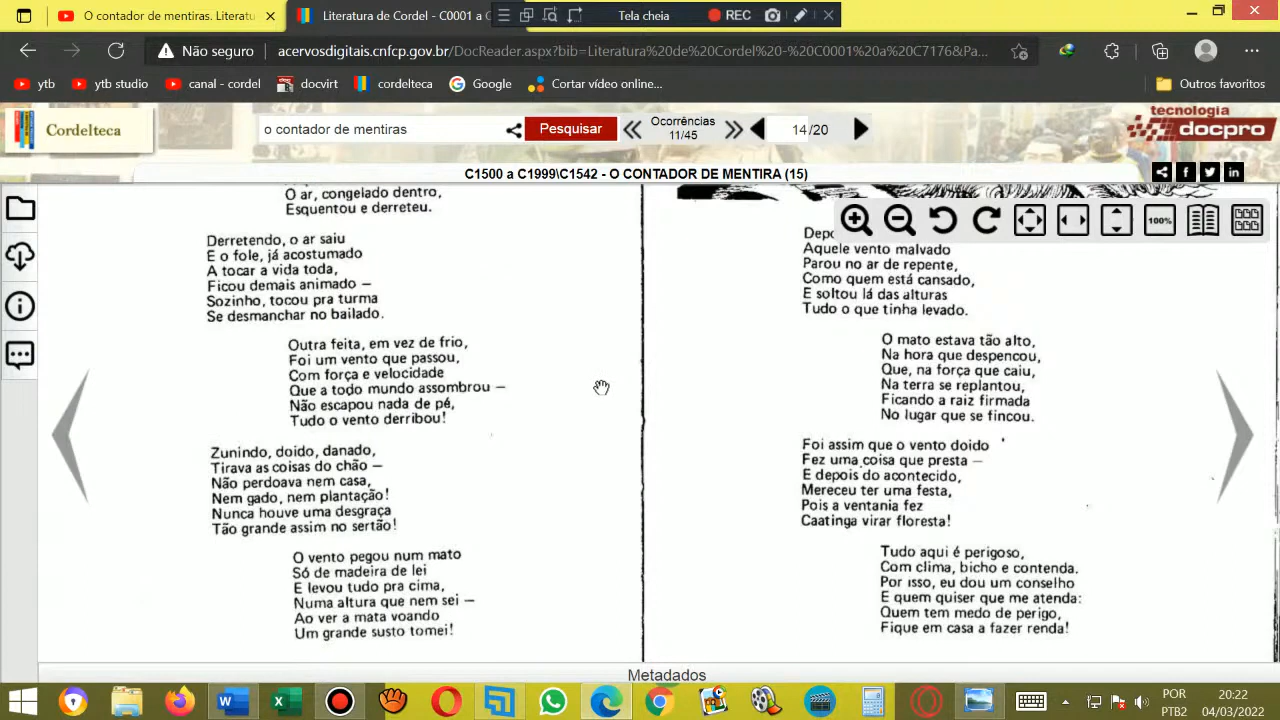 O contador de mentiras. Literatu
Literatura de Cordel - C0001 a C
Tela cheia
REC
Não seguro
acervosdigitais.cnfcp.gov.br/DocReader.aspx?bib=Literatura%20de%20Cordel%20-%20C0001%20a%20C7176&Pa...
ytb
ytb studio
canal - cordel
docvirt
cordelteca
Google
Cortar vídeo online...
Outros favoritos
Cordelteca
o contador de mentiras
Pesquisar
Ocorrências
11/45
14/20
tecnologia
docpro
C1500 a C1999\C1542 - O CONTADOR DE MENTIRA (15)
100%
O ar, congelado dentro,
Esquentou e derreteu.
Derretendo, o ar saiu
E o fole, já acostumado
A tocar a vida toda,
Ficou demais animado —
Sozinho, tocou pra turma
Se desmanchar no bailado.
Outra feita, em vez de frio,
Foi um vento que passou,
Com força e velocidade
Que a todo mundo assombrou —
Não escapou nada de pé,
Tudo o vento derribou!
Zunindo, doido, danado,
Tirava as coisas do chão —
Não perdoava nem casa,
Nem gado, nem plantação!
Nunca houve uma desgraça
Tão grande assim no sertão!
O vento pegou num mato
Só de madeira de lei
E levou tudo pra cima,
Numa altura que nem sei —
Ao ver a mata voando
Um grande susto tomei!
Depo
Aquele vento malvado
Parou no ar de repente,
Como quem está cansado,
E soltou lá das alturas
Tudo o que tinha levado.
O mato estava tão alto,
Na hora que despencou,
Que, na força que caiu,
Na terra se replantou,
Ficando a raiz firmada
No lugar que se fincou.
Foi assim que o vento doido
Fez uma coisa que presta —
E depois do acontecido,
Mereceu ter uma festa,
Pois a ventania fez
Caatinga virar floresta!
Tudo aqui é perigoso,
Com clima, bicho e contenda.
Por isso, eu dou um conselho
E quem quiser que me atenda:
Quem tem medo de perigo,
Fique em casa a fazer renda!
Metadados
POR
PTB2
20:22
04/03/2022